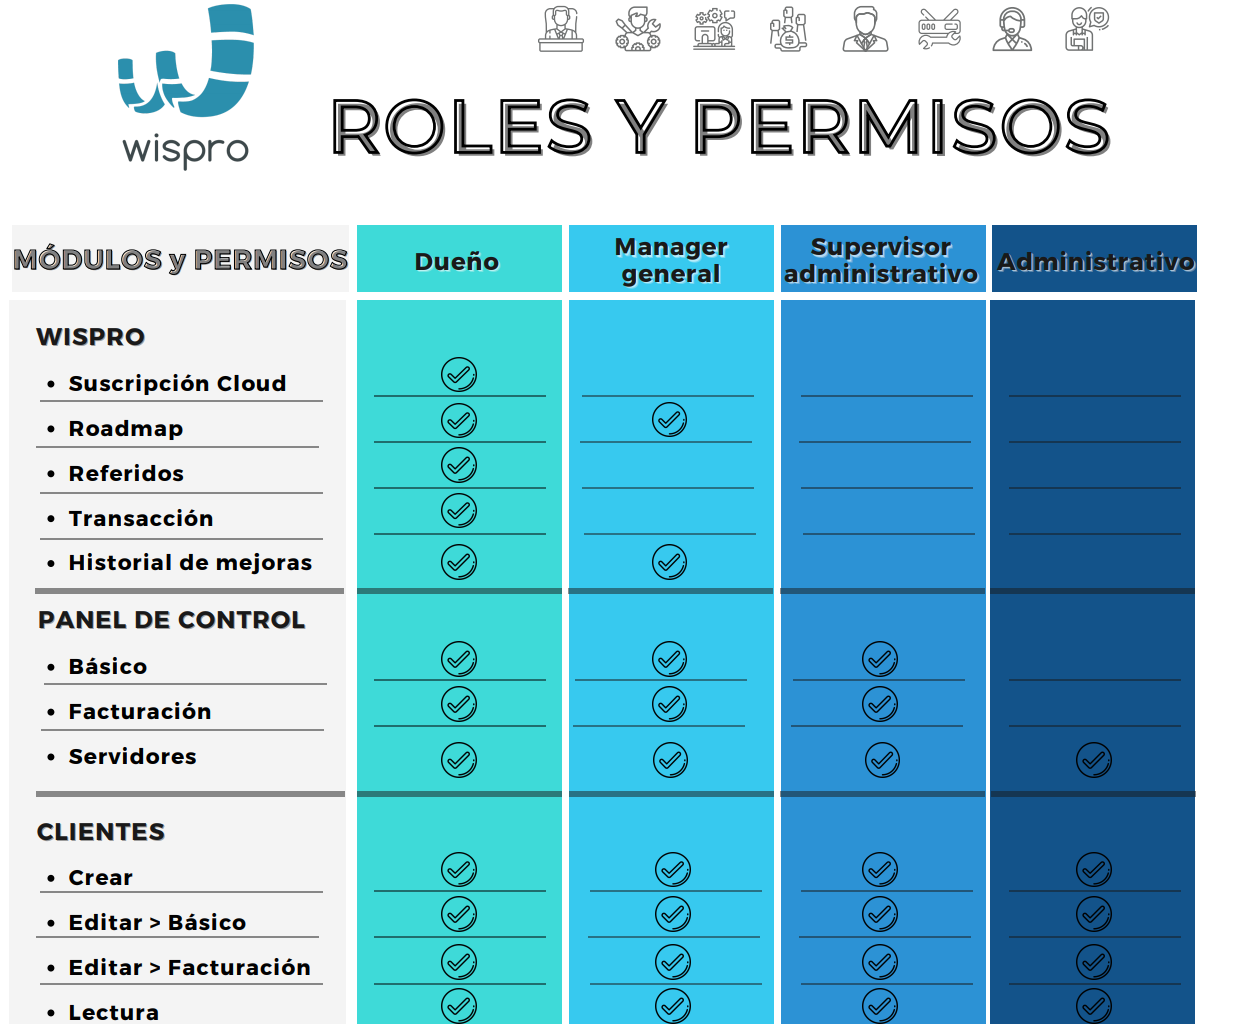 wispro
ROLES Y PERMISOS
MÓDULOS y PERMISOS
Dueño
Manager
general
Supervisor
administrativo
Administrativo
WISPRO
• Suscripción Cloud
• Roadmap
• Referidos
• Transacción
• Historial de mejoras
PANEL DE CONTROL
• Básico
• Facturación
• Servidores
CLIENTES
• Crear
• Editar > Básico
• Editar > Facturación
• Lectura